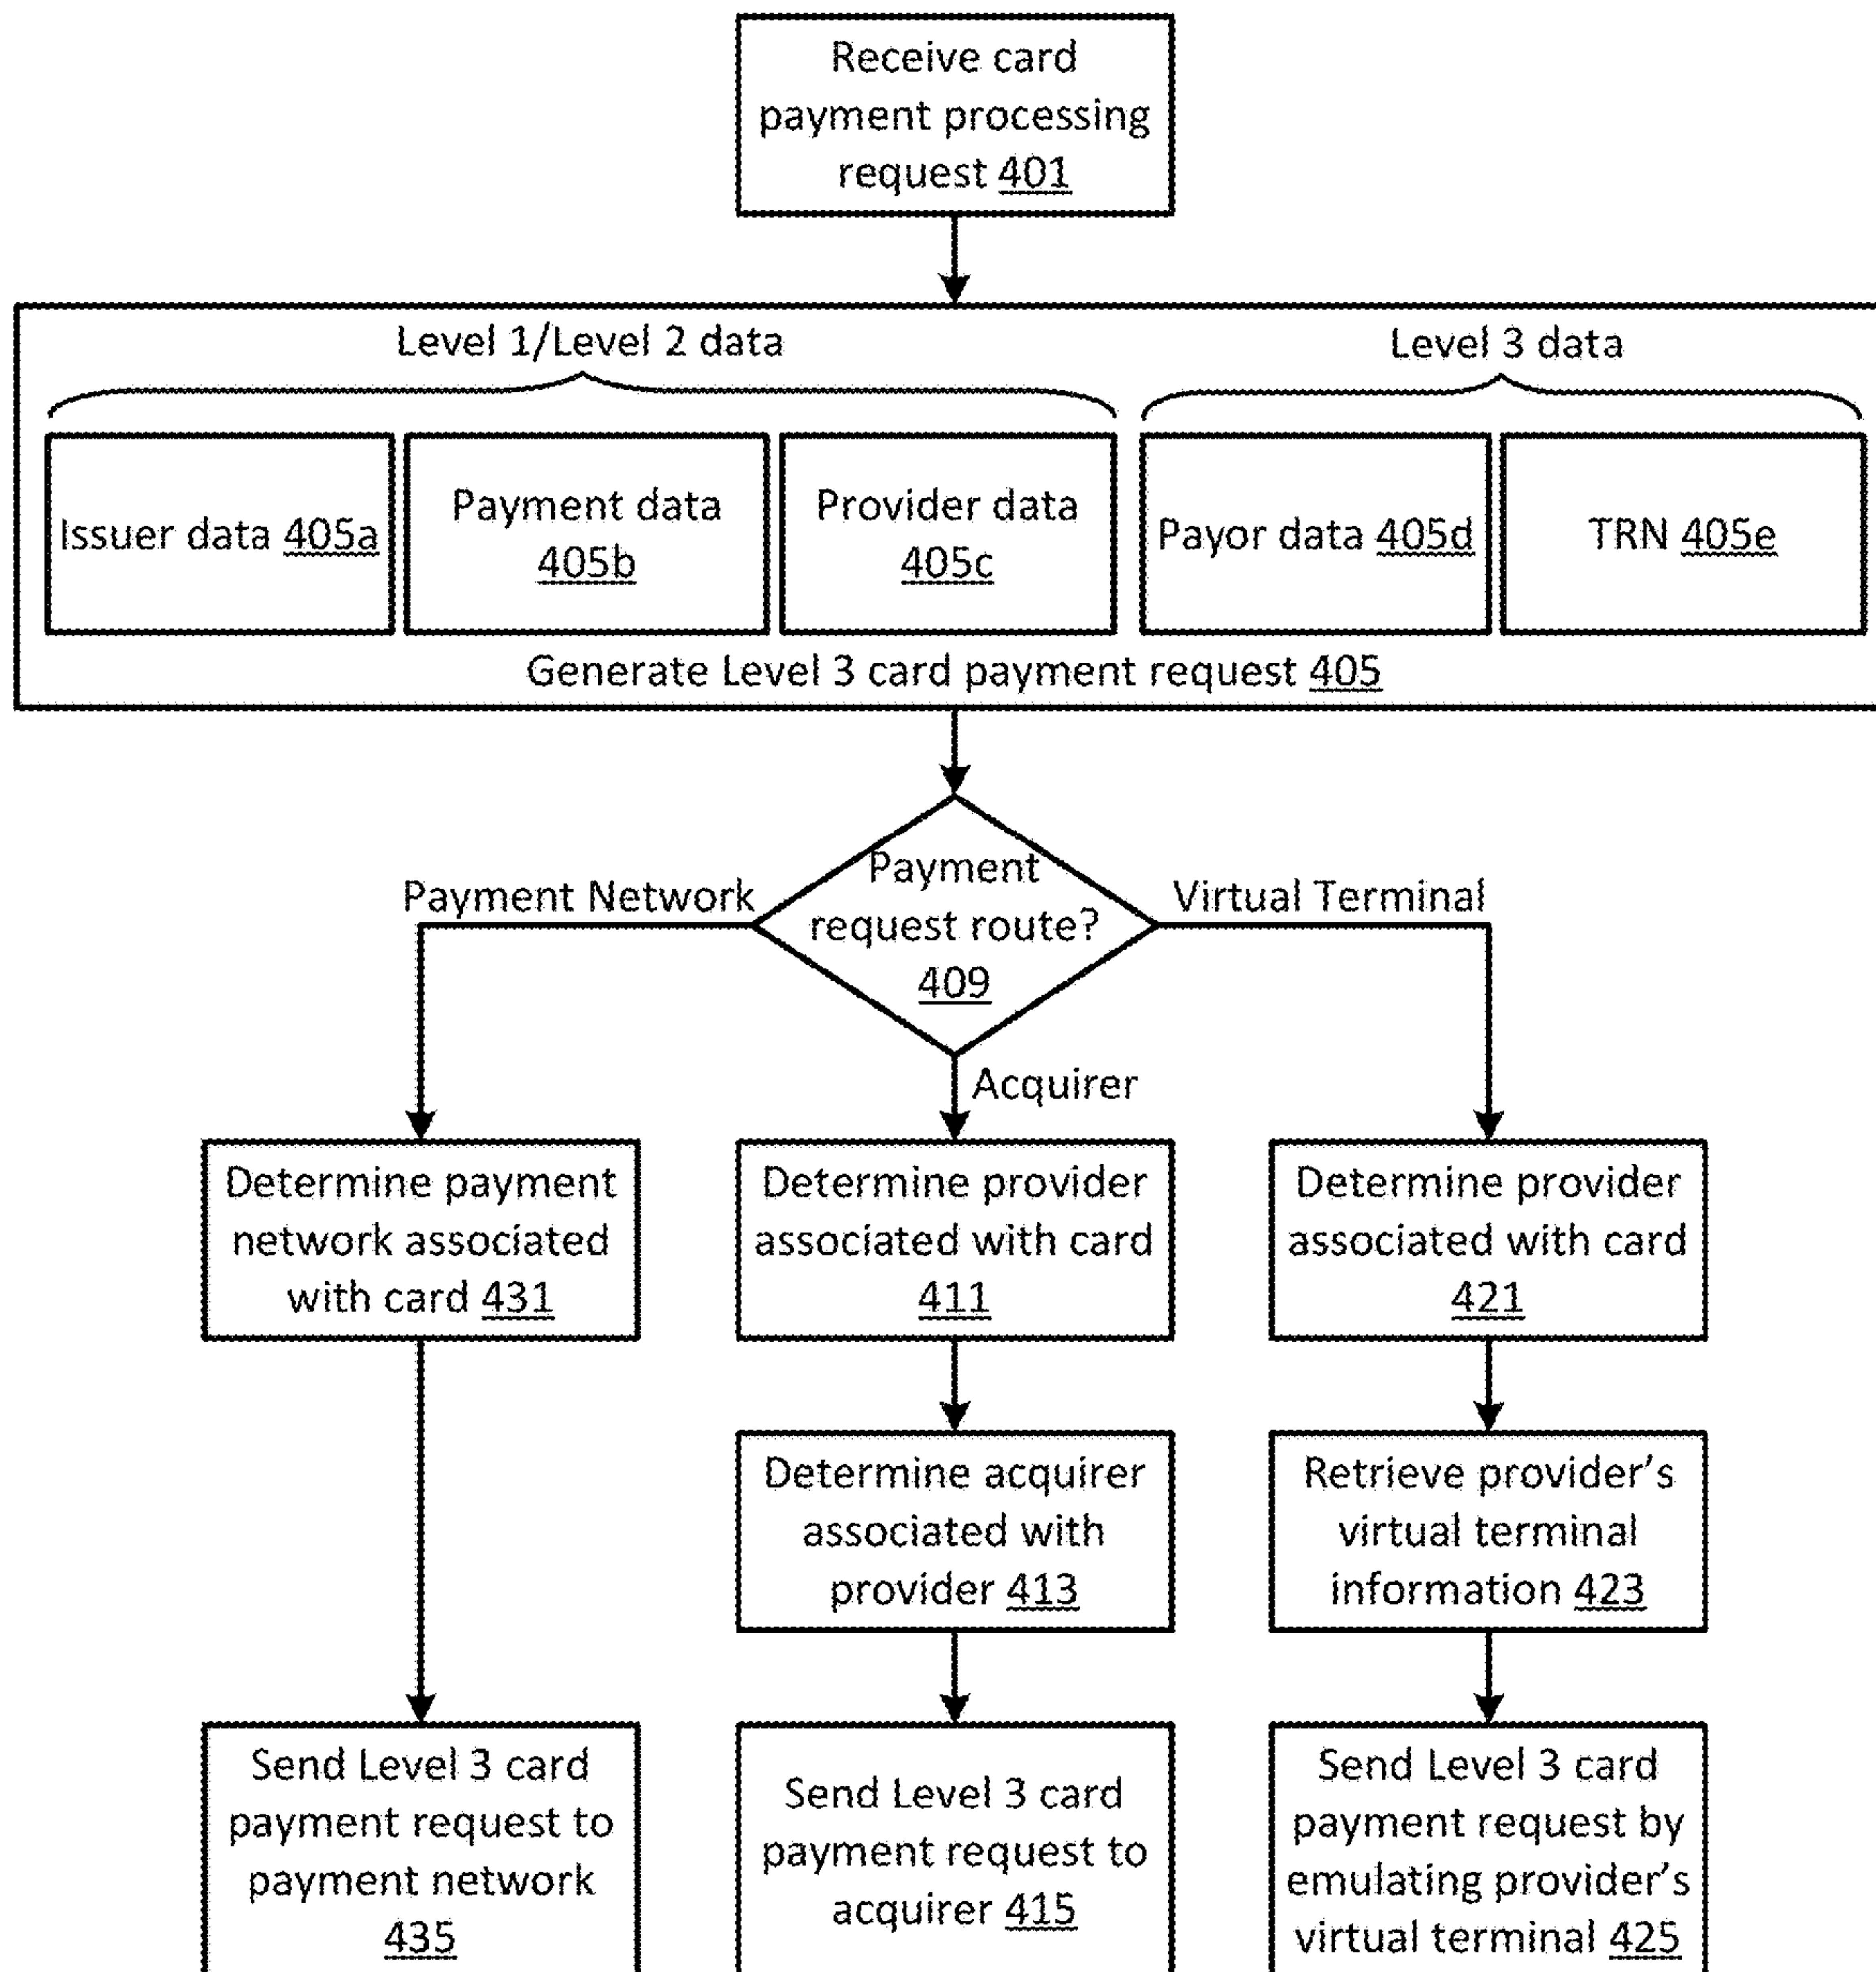 Receive card
payment processing
request 401
Level 1/Level 2 data
Level 3 data
Issuer data 405a
Payment data
405b
Provider data
405c
Payor data 405d
TRN 405e
Generate Level 3 card payment request 405
Payment
request route?
409
Payment Network
Virtual Terminal
Acquirer
Determine payment
network associated
with card 431
Determine provider
associated with card
411
Determine provider
associated with card
421
Determine acquirer
associated with
provider 413
Retrieve provider's
virtual terminal
information 423
Send Level 3 card
payment request to
payment network
435
Send Level 3 card
payment request to
acquirer 415
Send Level 3 card
payment request by
emulating provider's
virtual terminal 425